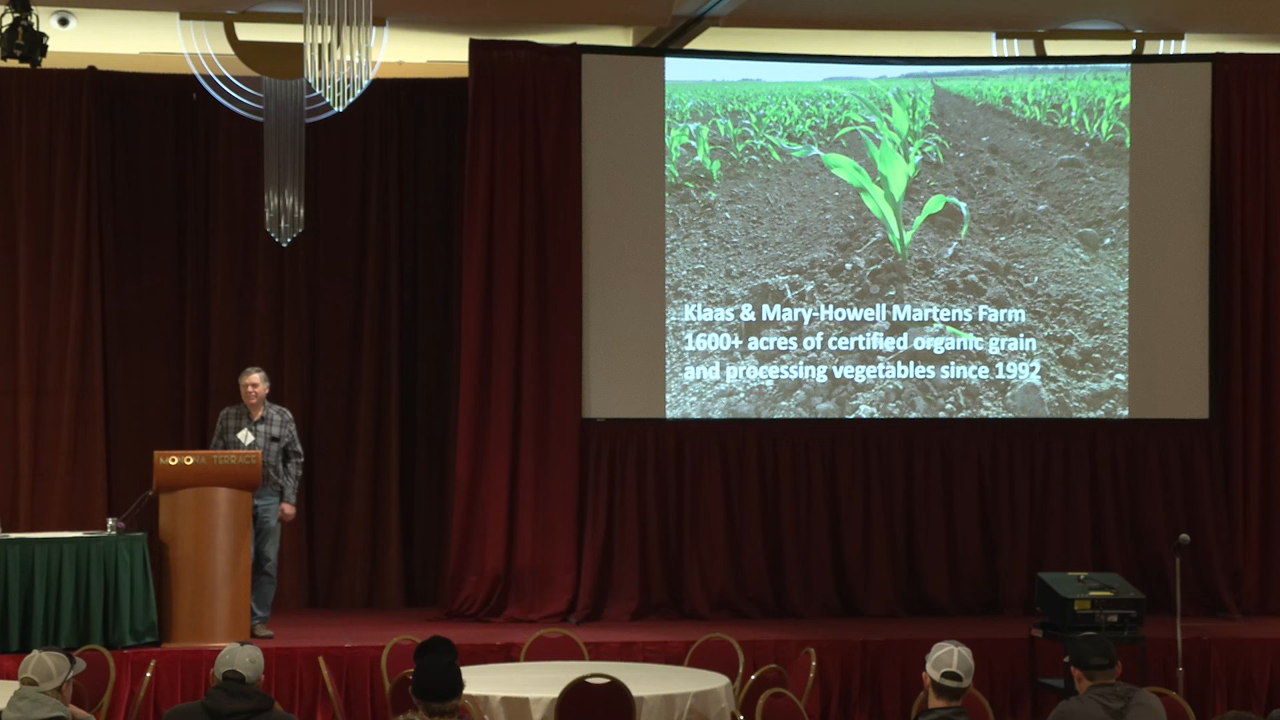 Klaas & Mary-Howell Martens Farm
1600+ acres of certified organic grain
and processing vegetables since 1992
MONONA TERRACE